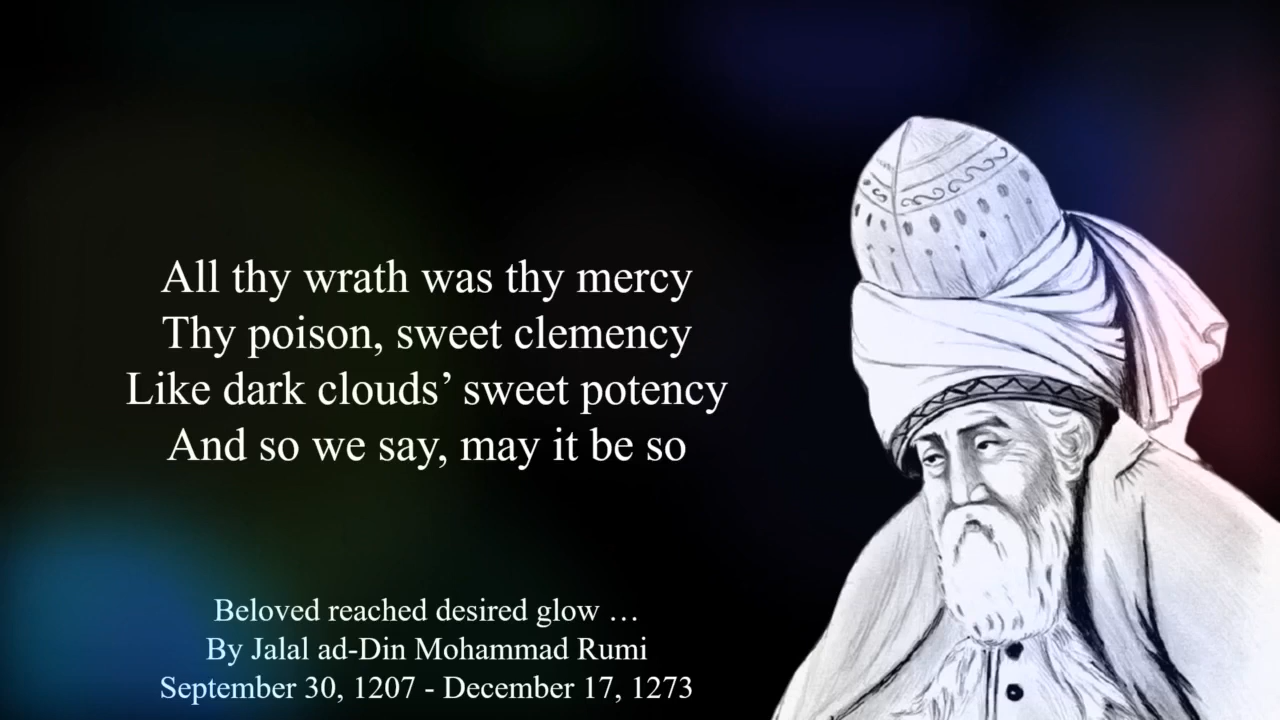 All thy wrath was thy mercy
Thy poison, sweet clemency
Like dark clouds’ sweet potency
And so we say, may it be so
Beloved reached desired glow …
By Jalal ad-Din Mohammad Rumi
September 30, 1207 - December 17, 1273